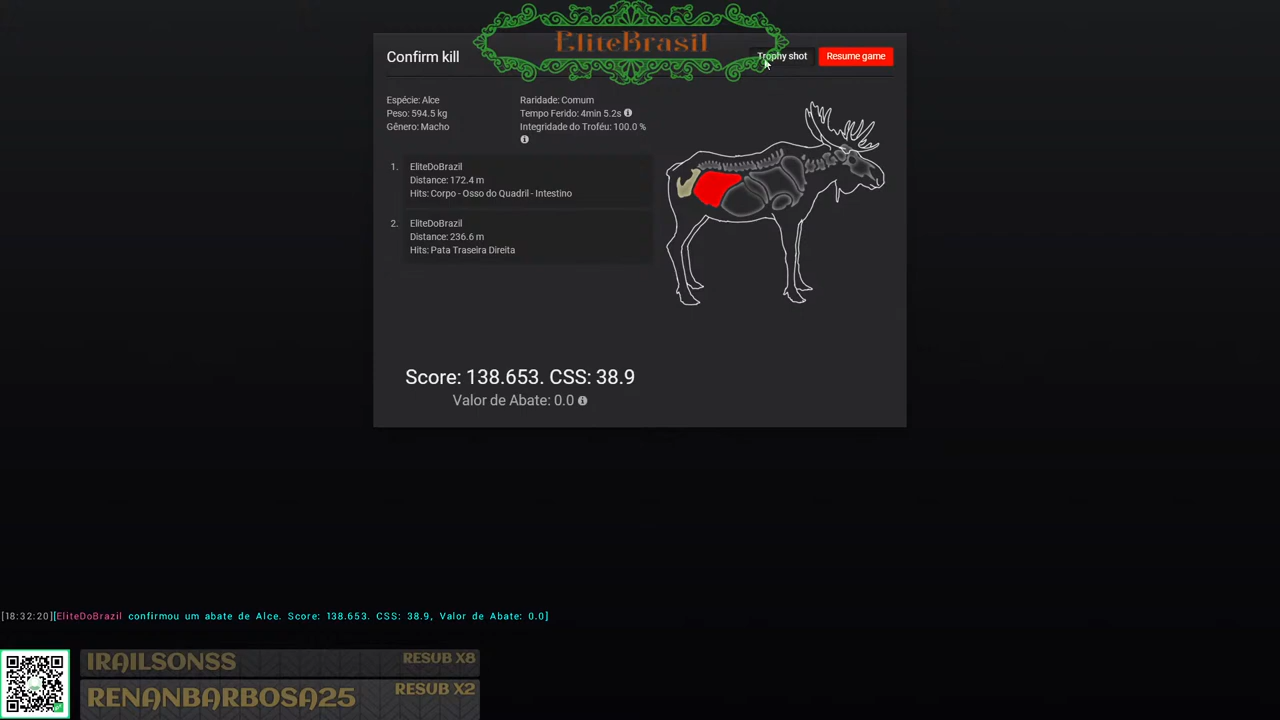 EliteBrasil
Confirm kill
Trophy shot
Resume game
Espécie: Alce
Peso: 594.5 kg
Gênero: Macho
Raridade: Comum
Tempo Ferido: 4min 5.2s
Integridade do Troféu: 100.0 %
1. EliteDoBrazil
Distance: 172.4 m
Hits: Corpo - Osso do Quadril - Intestino
2. EliteDoBrazil
Distance: 236.6 m
Hits: Pata Traseira Direita
Score: 138.653. CSS: 38.9
Valor de Abate: 0.0
[18:32:20][EliteDoBrazil confirmou um abate de Alce. Score: 138.653. CSS: 38.9, Valor de Abate: 0.0]
IRAILSONSS RESUB X8
RENANBARBOSA25 RESUB X2